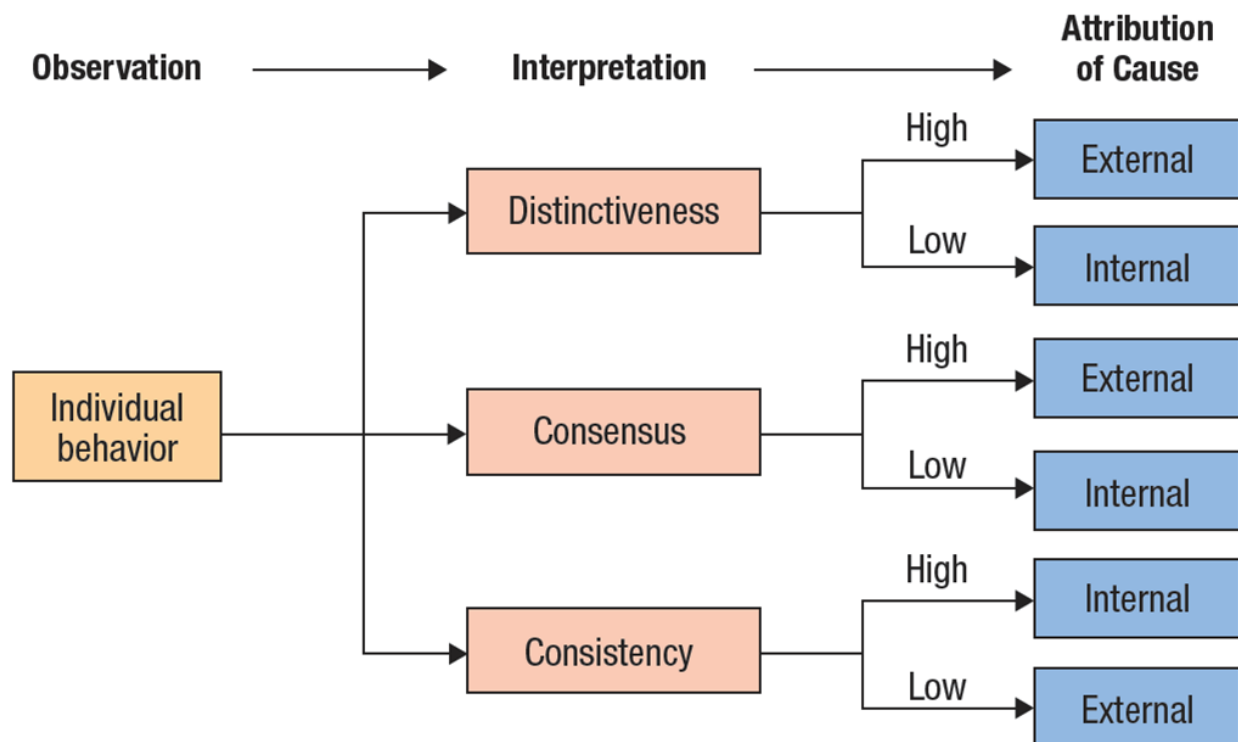 Observation
Interpretation
Attribution
of Cause
High
External
Distinctiveness
Low
Internal
High
External
Individual
behavior
Consensus
Low
Internal
High
Internal
Consistency
Low
External